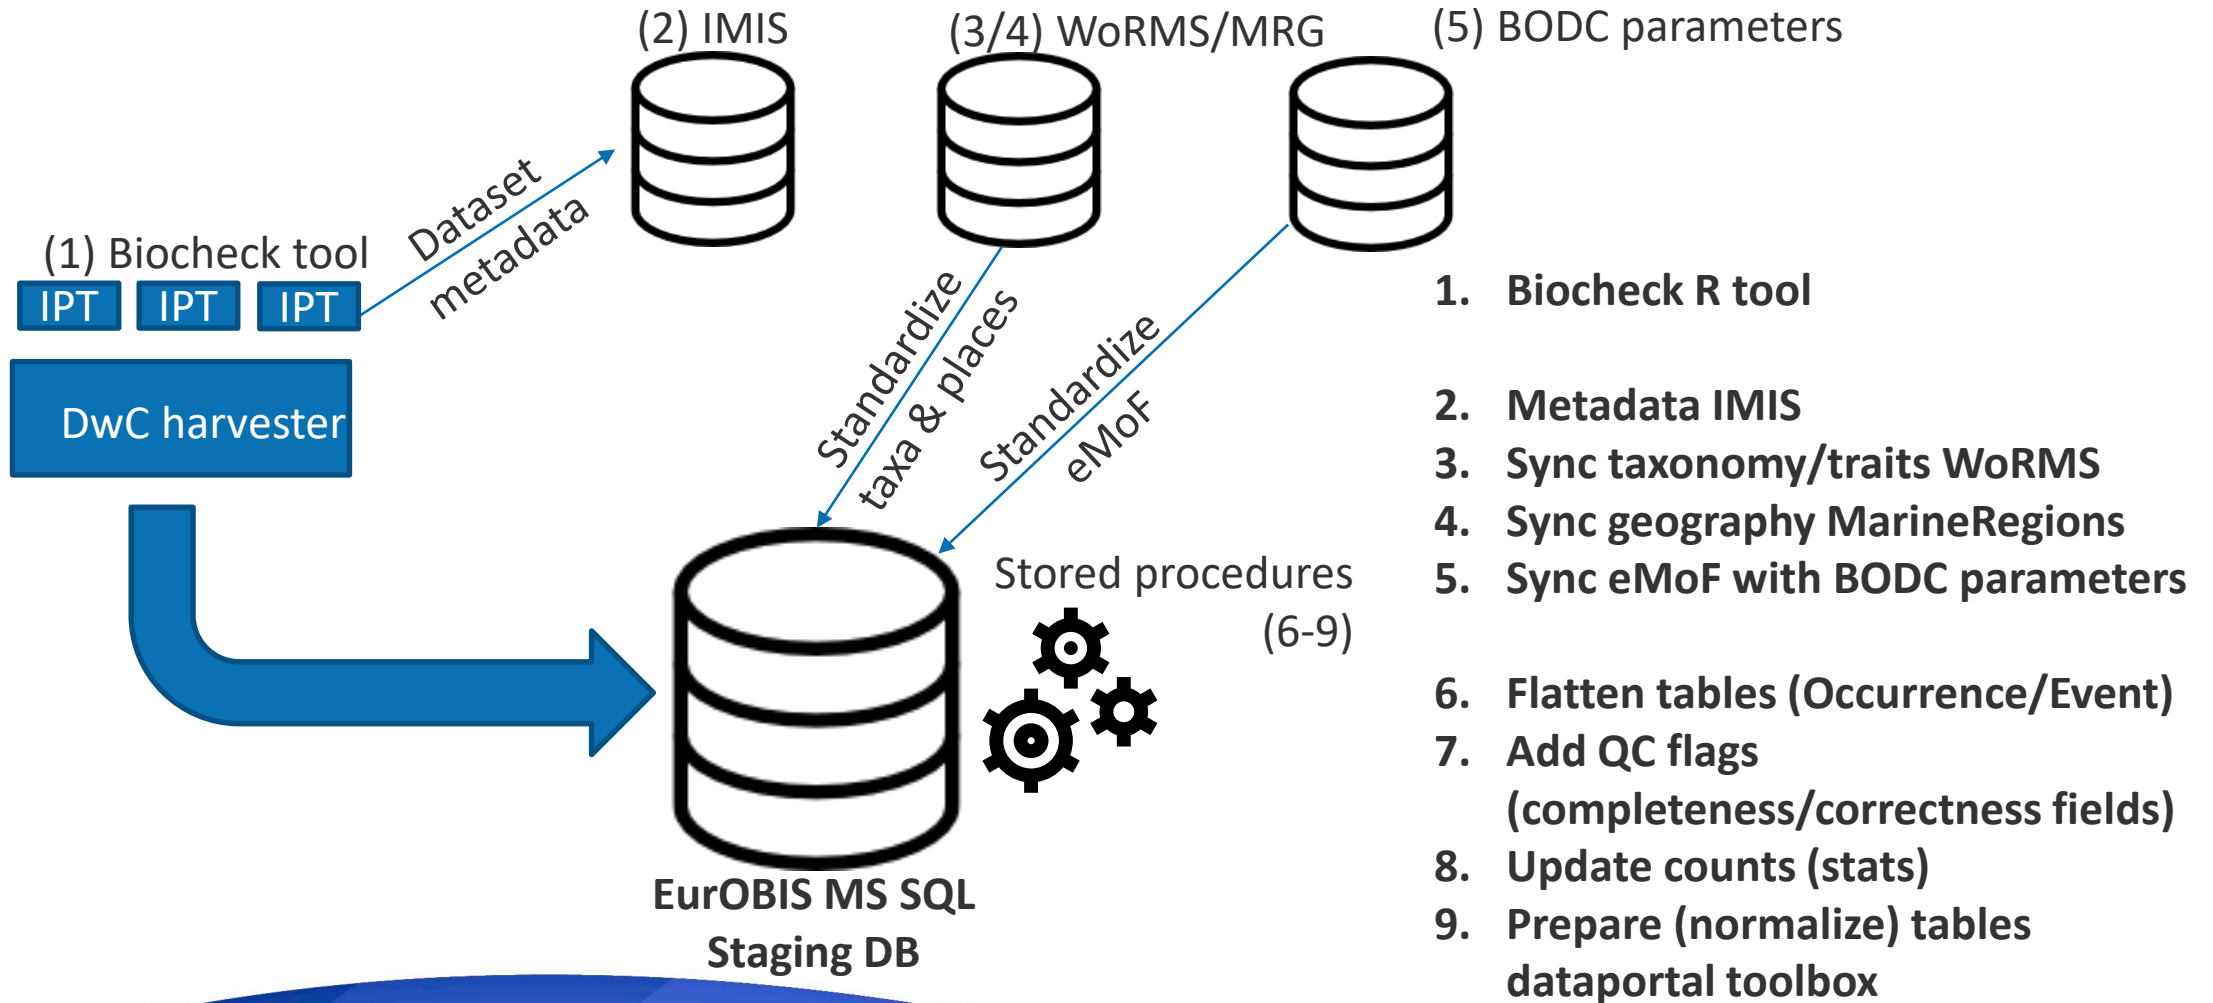 (2) IMIS
(3/4) WoRMS/MRG
(5) BODC parameters
Dataset
metadata
(1) Biocheck tool
IPT
IPT
IPT
DwC harvester
Standardize
taxa & places
Standardize
eMoF
Stored procedures
(6-9)
EurOBIS MS SQL
Staging DB
1. Biocheck R tool
2. Metadata IMIS
3. Sync taxonomy/traits WoRMS
4. Sync geography MarineRegions
5. Sync eMoF with BODC parameters
6. Flatten tables (Occurrence/Event)
7. Add QC flags
(completeness/correctness fields)
8. Update counts (stats)
9. Prepare (normalize) tables
dataportal toolbox